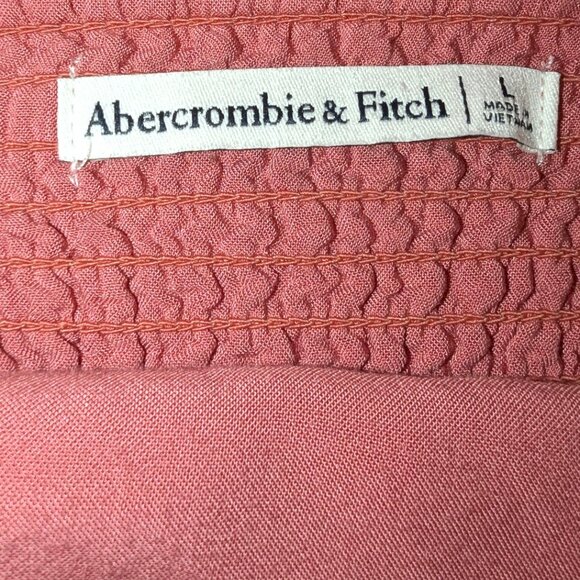 Abercrombie & Fitch | L
MADE IN
VIETNAM